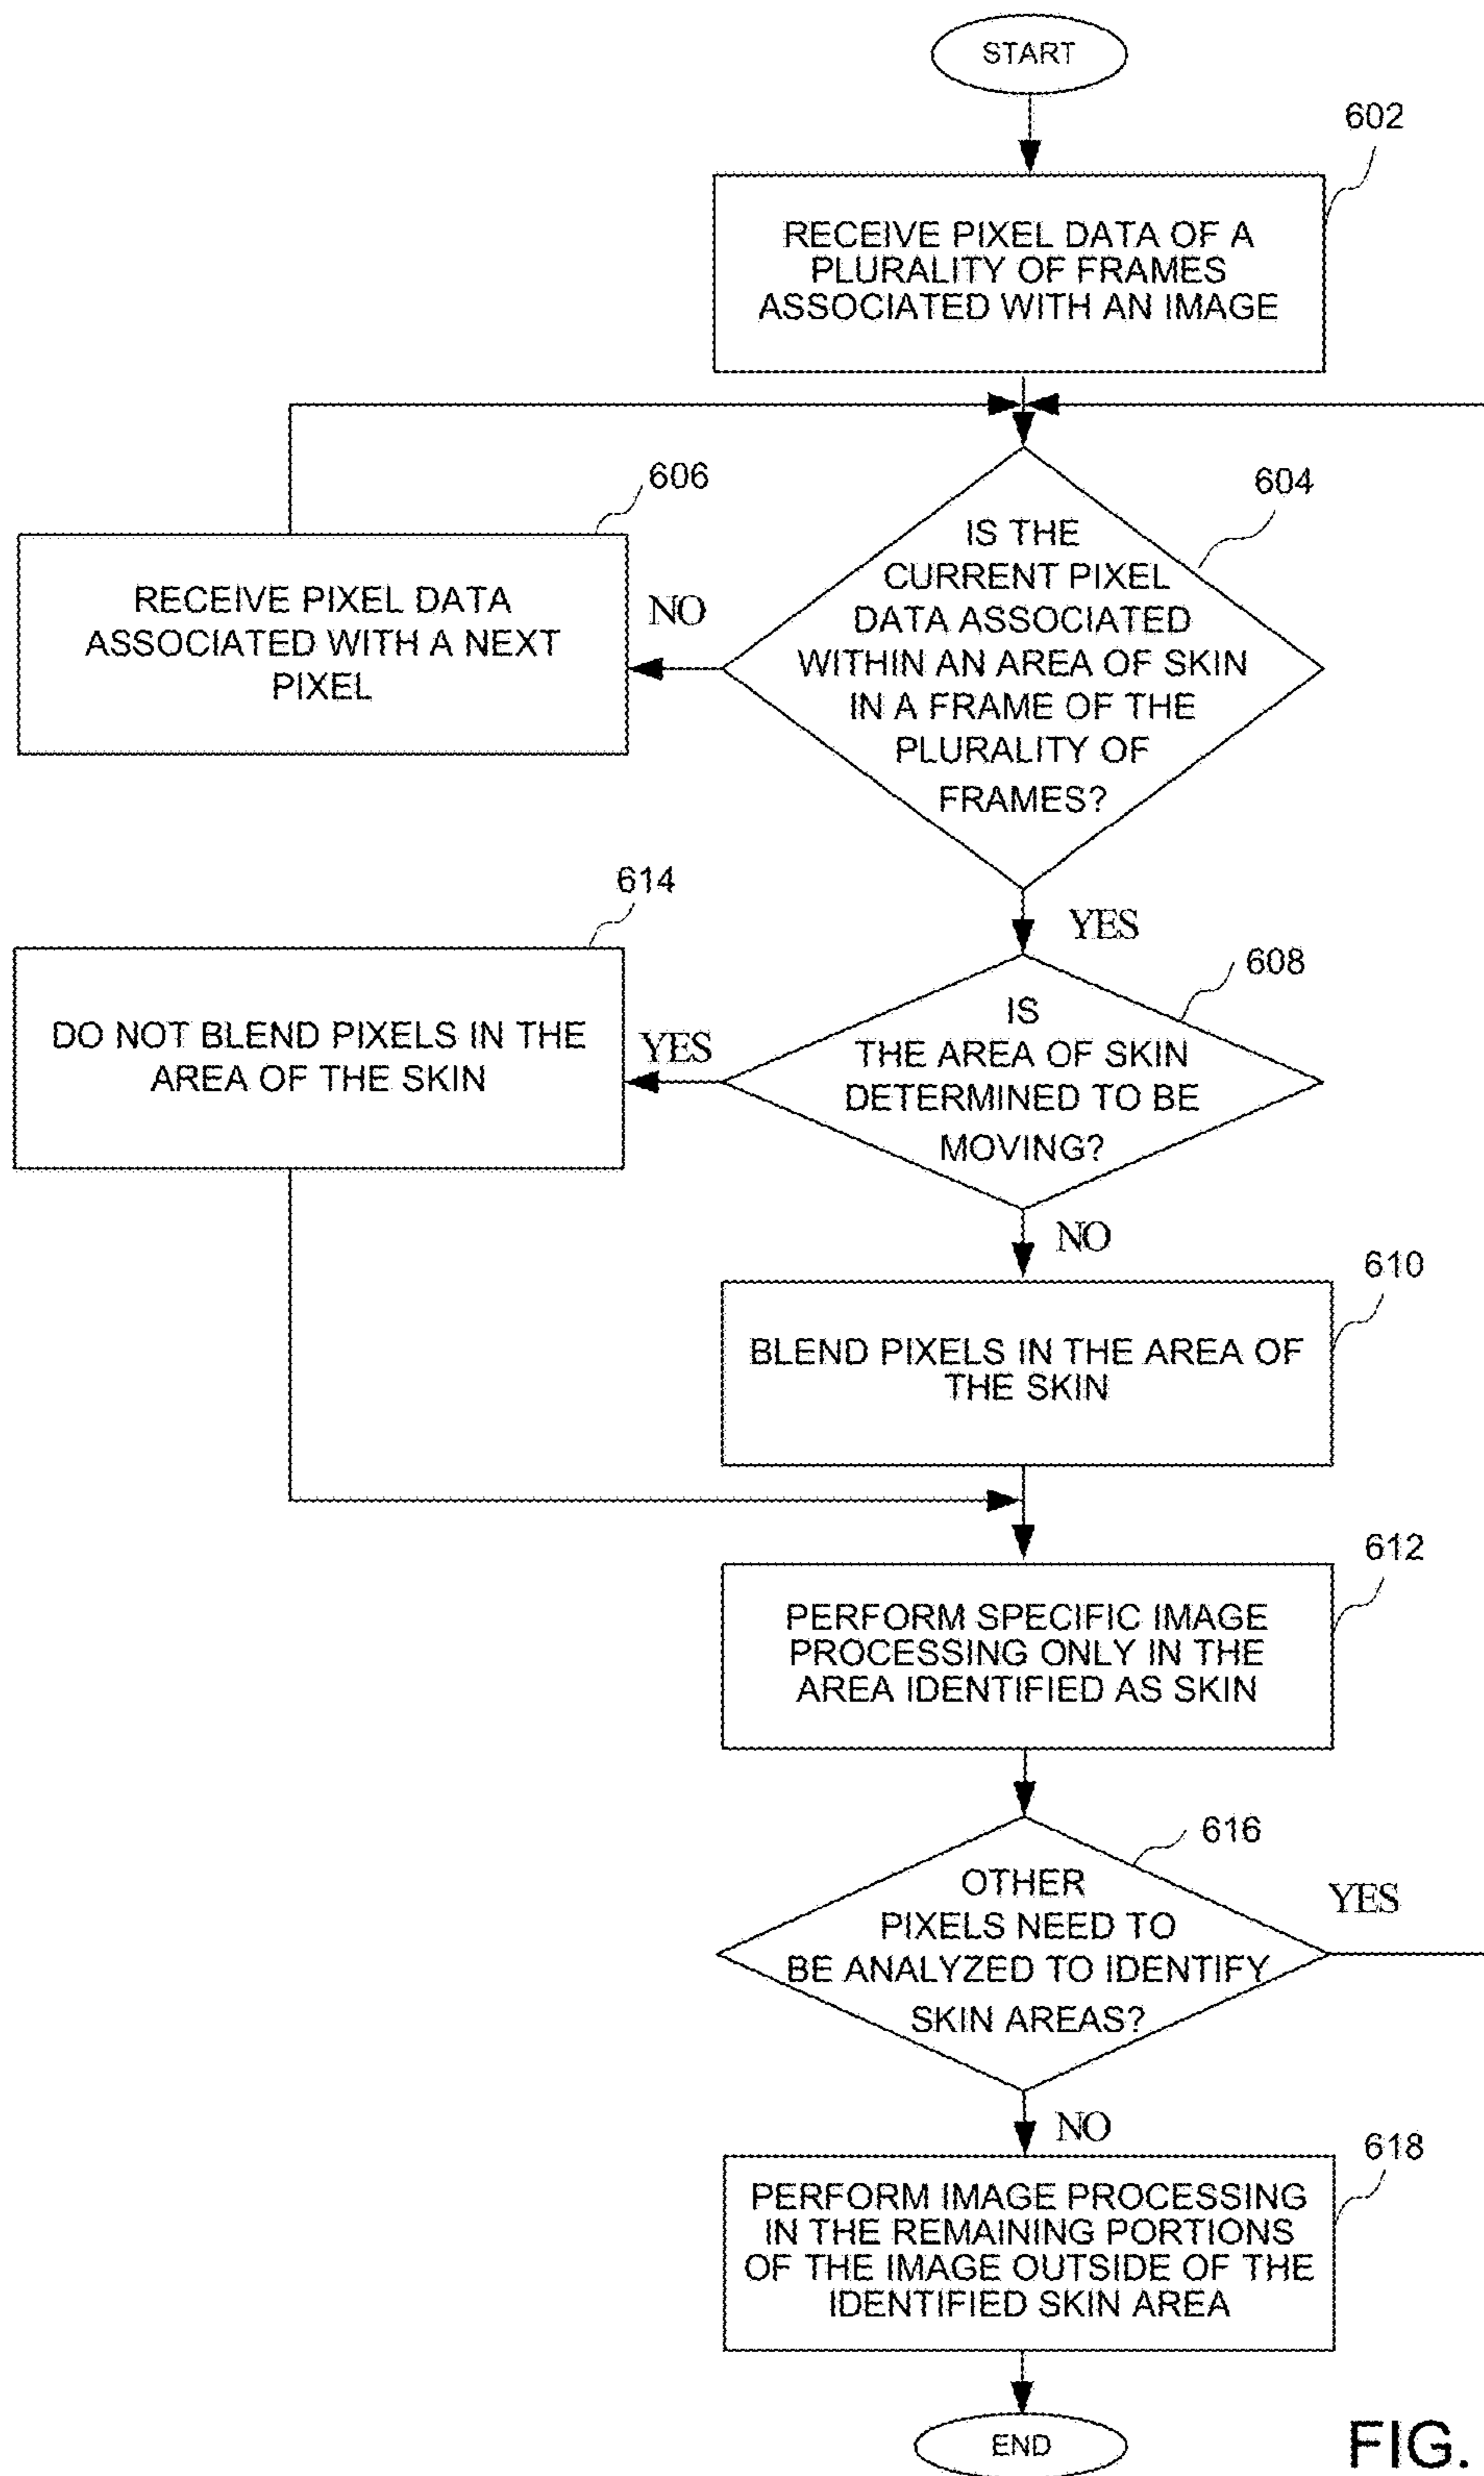 START
602
RECEIVE PIXEL DATA OF A
PLURALITY OF FRAMES
ASSOCIATED WITH AN IMAGE
606
604
RECEIVE PIXEL DATA
ASSOCIATED WITH A NEXT
PIXEL
NO
IS THE
CURRENT PIXEL
DATA ASSOCIATED
WITHIN AN AREA OF SKIN
IN A FRAME OF THE
PLURALITY OF
FRAMES?
YES
614
608
DO NOT BLEND PIXELS IN THE
AREA OF THE SKIN
YES
IS
THE AREA OF SKIN
DETERMINED TO BE
MOVING?
NO
610
BLEND PIXELS IN THE AREA OF
THE SKIN
612
PERFORM SPECIFIC IMAGE
PROCESSING ONLY IN THE
AREA IDENTIFIED AS SKIN
616
OTHER
PIXELS NEED TO
BE ANALYZED TO IDENTIFY
SKIN AREAS?
YES
NO
618
PERFORM IMAGE PROCESSING
IN THE REMAINING PORTIONS
OF THE IMAGE OUTSIDE OF THE
IDENTIFIED SKIN AREA
END
FIG.